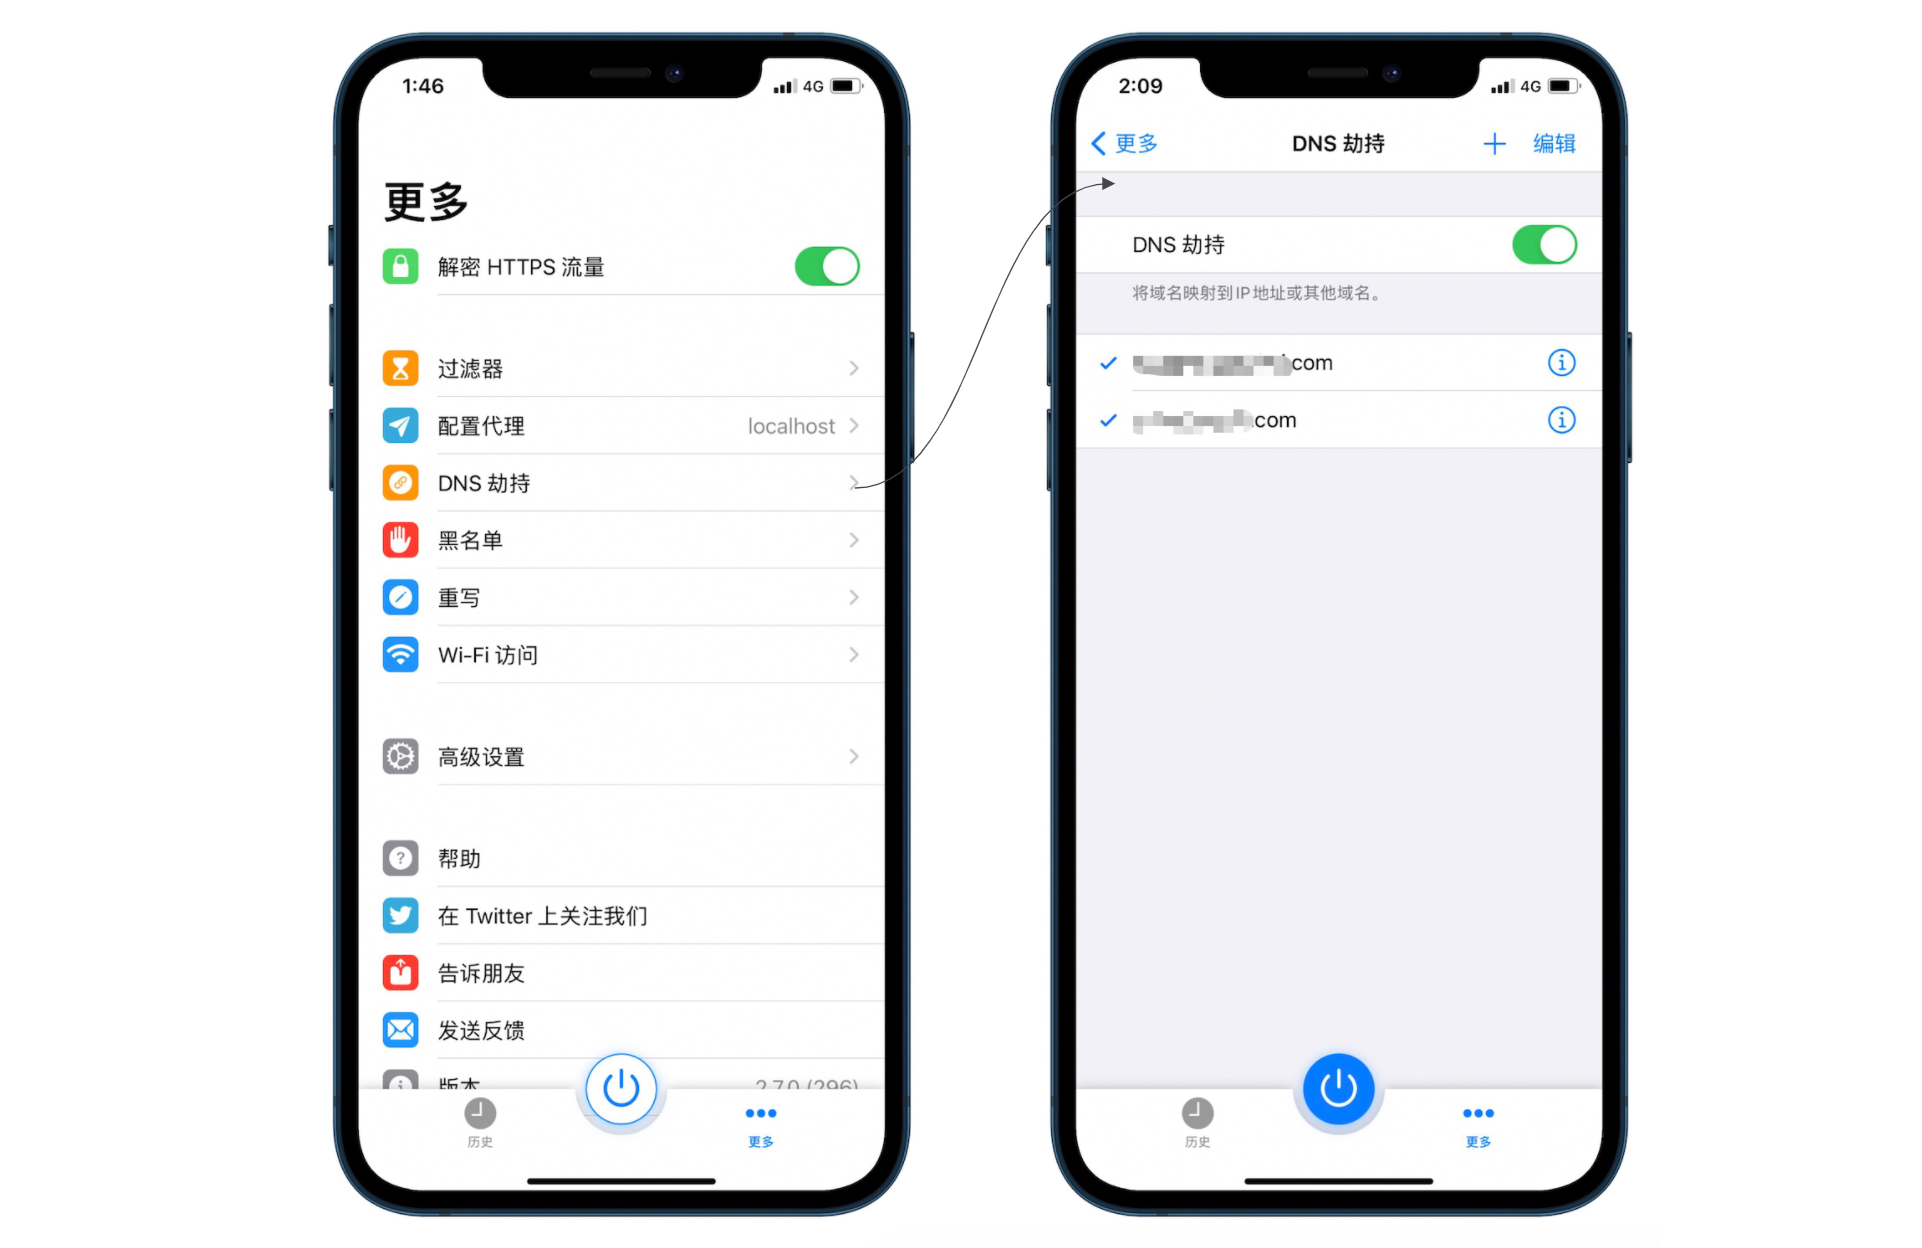 1:46
4G
更多
解密 HTTPS 流量
过滤器
配置代理 localhost
DNS 劫持
黑名单
重写
Wi-Fi 访问
高级设置
帮助
在 Twitter 上关注我们
告诉朋友
发送反馈
版本 2.7.0 (296)
历史
更多
2:09
4G
更多 DNS 劫持 编辑
DNS 劫持
将域名映射到 IP 地址或其他域名。
.com
.com
历史
更多